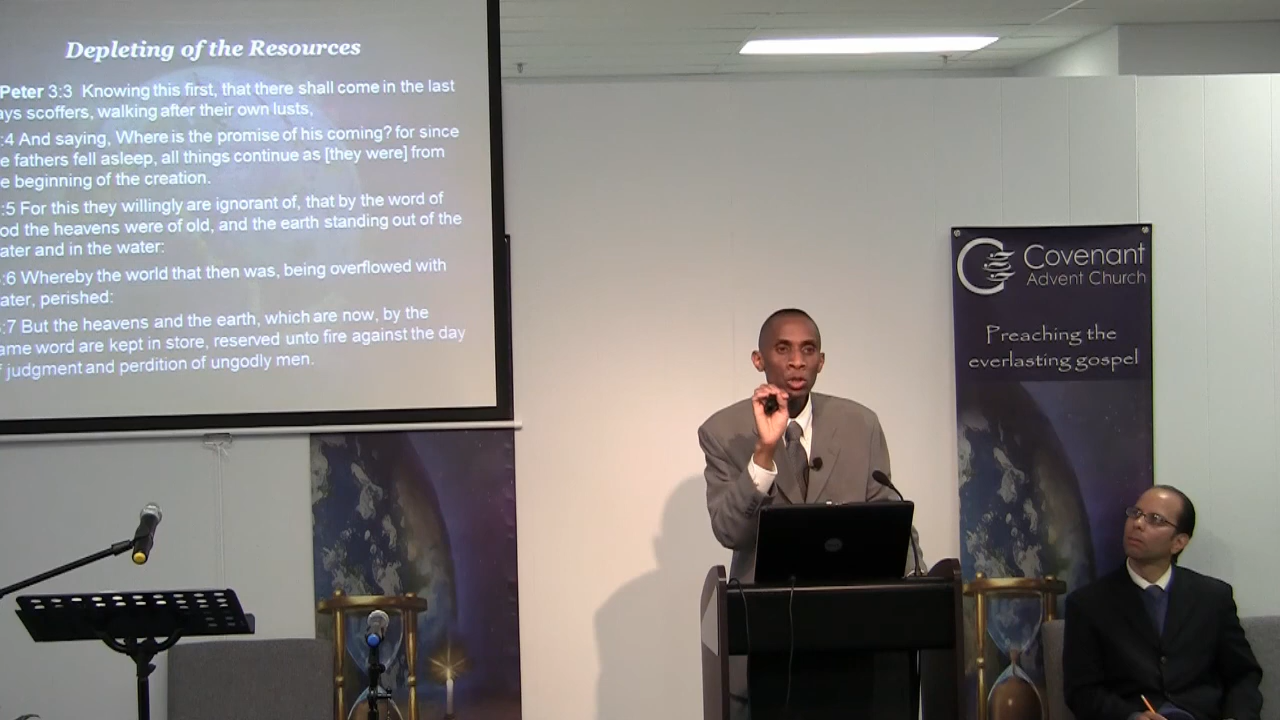 Depleting of the Resources
Peter 3:3 Knowing this first, that there shall come in the last
ays scoffers, walking after their own lusts,
:4 And saying, Where is the promise of his coming? for since
e fathers fell asleep, all things continue as [they were] from
e beginning of the creation.
:5 For this they willingly are ignorant of, that by the word of
od the heavens were of old, and the earth standing out of the
ater and in the water:
:6 Whereby the world that then was, being overflowed with
ater, perished:
:7 But the heavens and the earth, which are now, by the
ame word are kept in store, reserved unto fire against the day
f judgment and perdition of ungodly men.
Covenant
Advent Church
Preaching the
everlasting gospel